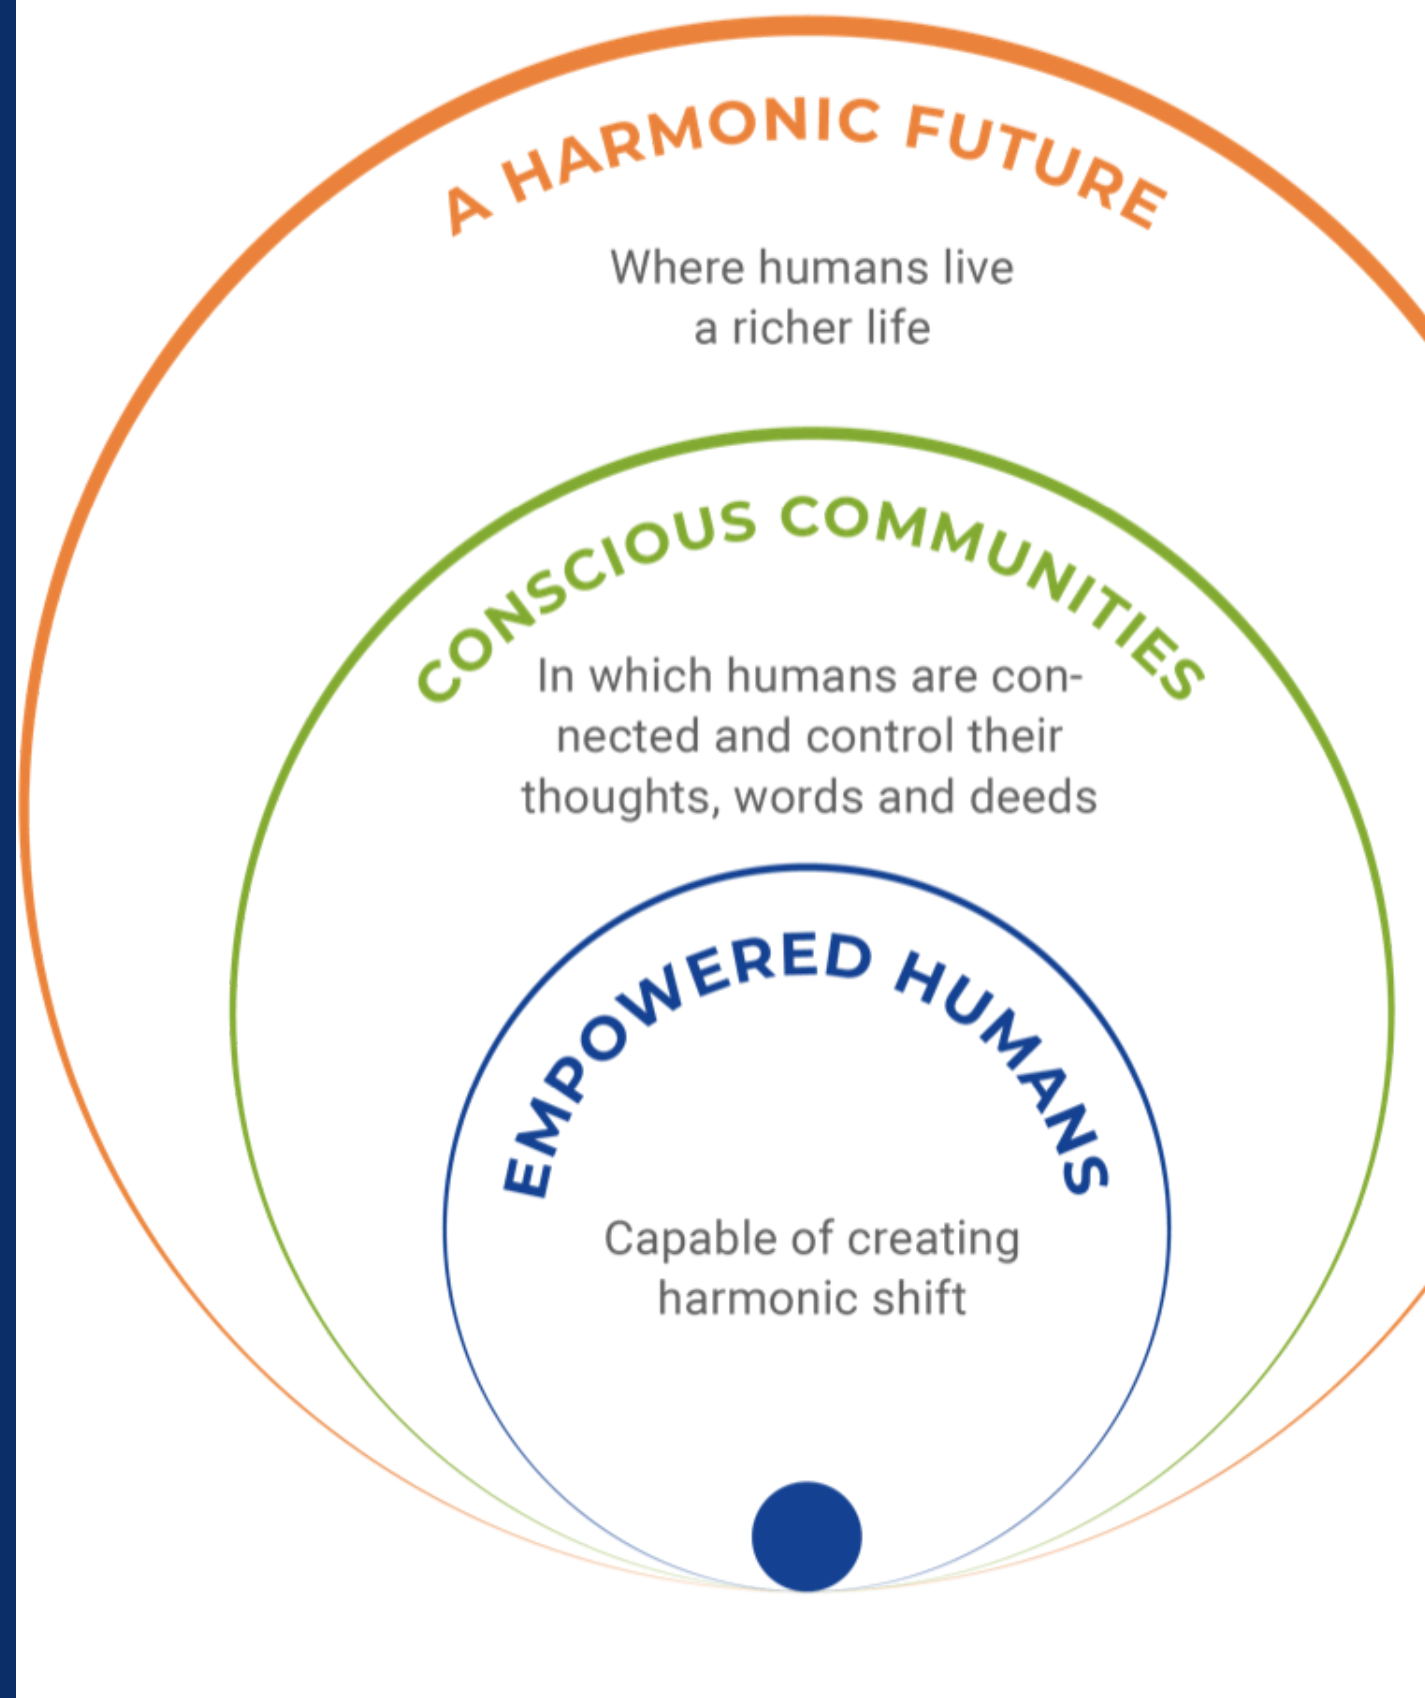 A HARMONIC FUTURE
Where humans live
a richer life
CONSCIOUS COMMUNITIES
In which humans are con-
nected and control their
thoughts, words and deeds
EMPOWERED HUMANS
Capable of creating
harmonic shift